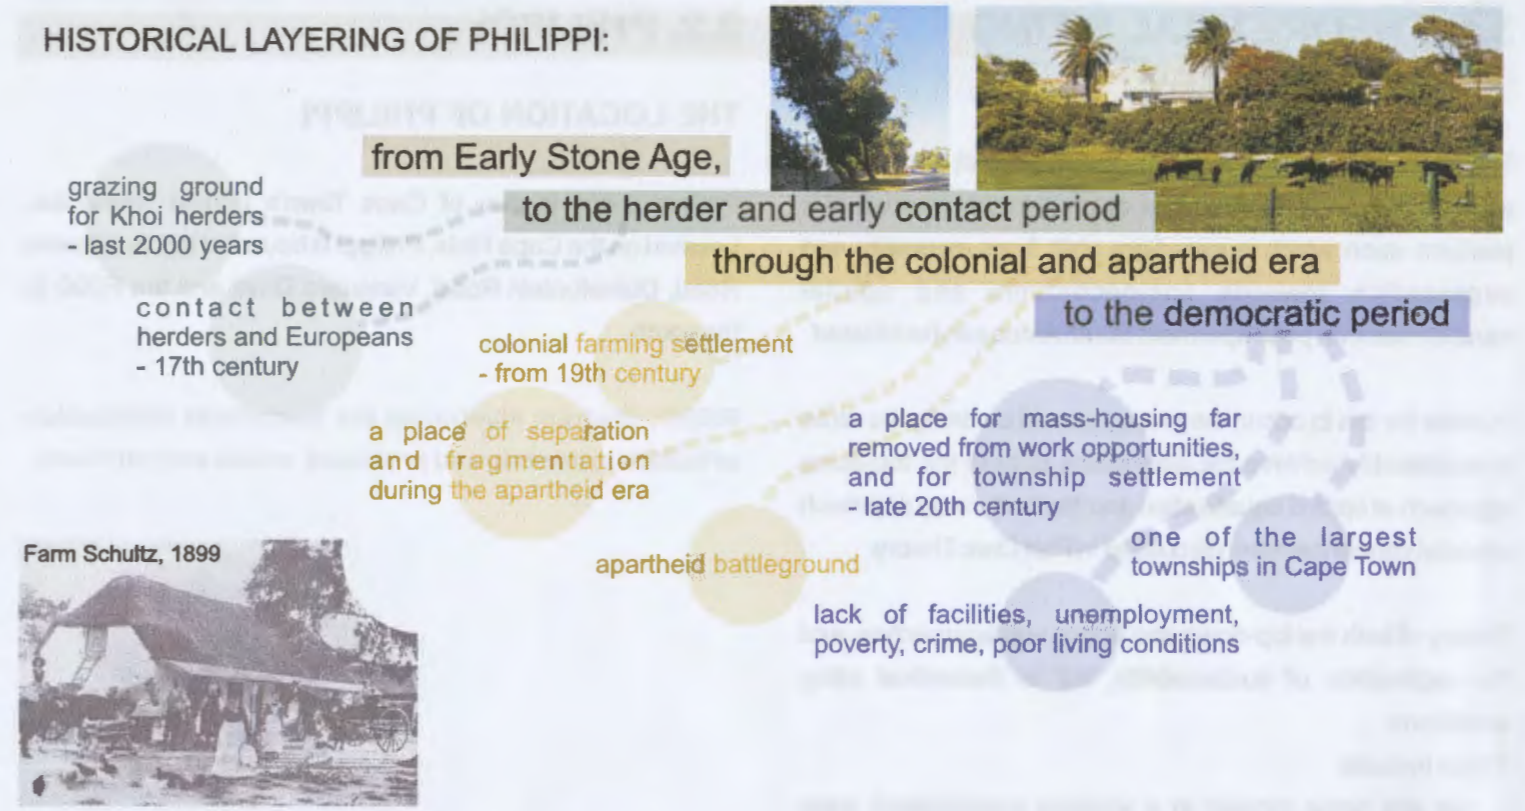 HISTORICAL LAYERING OF PHILIPPI:
from Early Stone Age,
to the herder and early contact period
through the colonial and apartheid era
to the democratic period
grazing ground
for Khoi herders
- last 2000 years
contact between
herders and Europeans
- 17th century
colonial farming settlement
- from 19th century
a place of separation
and fragmentation
during the apartheid era
apartheid battleground
a place for mass-housing far
removed from work opportunities,
and for township settlement
- late 20th century
one of the largest
townships in Cape Town
lack of facilities, unemployment,
poverty, crime, poor living conditions
Farm Schultz, 1899